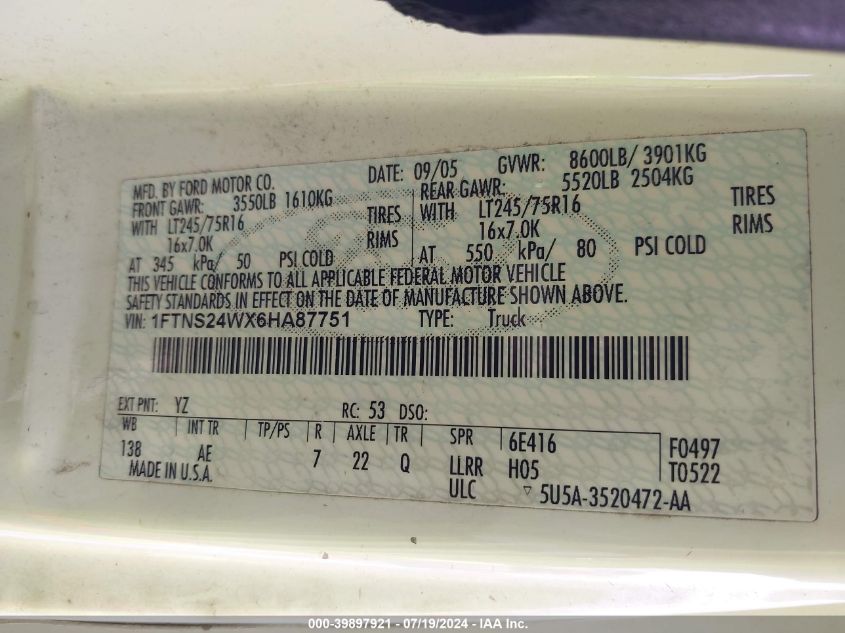 MFD. BY FORD MOTOR CO. DATE: 09/05 GVWR: 8600LB/ 3901KG
FRONT GAWR: 3550LB 1610KG REAR GAWR: 5520LB 2504KG
WITH LT245/75R16 TIRES WITH LT245/75R16 TIRES
16x7.0K RIMS 16x7.0K RIMS
AT 345 kPa/ 50 PSI COLD AT 550 kPa/ 80 PSI COLD
THIS VEHICLE CONFORMS TO ALL APPLICABLE FEDERAL MOTOR VEHICLE
SAFETY STANDARDS IN EFFECT ON THE DATE OF MANUFACTURE SHOWN ABOVE.
VIN: 1FTNS24WX6HA87751 TYPE: Truck
EXT PNT: YZ RC: 53 DSO:
WB INT TR TP/PS R AXLE TR SPR 6E416 F0497
138 AE 7 22 Q LLRR H05 T0522
MADE IN U.S.A. ULC ▽ 5U5A-3520472-AA
000-39897921 - 07/19/2024 - IAA Inc.